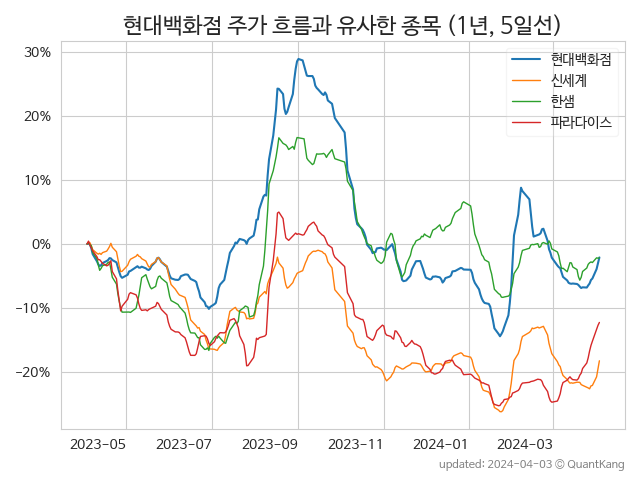 현대백화점 주가 흐름과 유사한 종목 (1년, 5일선)
30%
20%
10%
0%
−10%
−20%
현대백화점
신세계
한샘
파라다이스
2023-05
2023-07
2023-09
2023-11
2024-01
2024-03
updated: 2024-04-03 © QuantKang